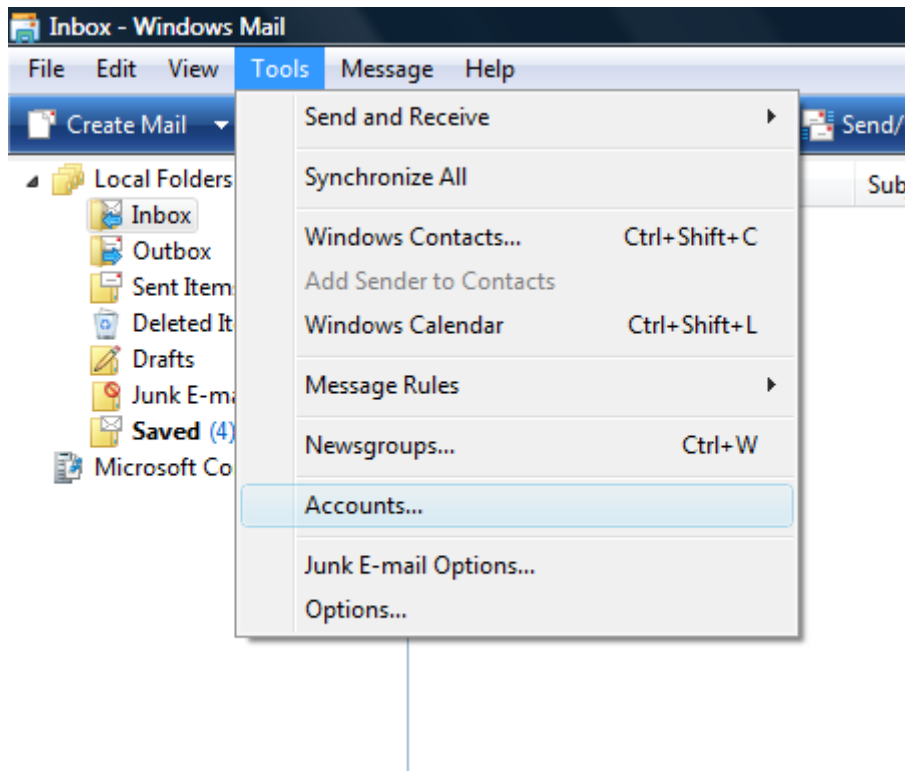 Inbox - Windows Mail
File Edit View Tools Message Help
Create Mail Send/
Send and Receive
Synchronize All
Windows Contacts... Ctrl+Shift+C
Add Sender to Contacts
Windows Calendar Ctrl+Shift+L
Message Rules
Newsgroups... Ctrl+W
Accounts...
Junk E-mail Options...
Options...
Local Folders
Inbox
Outbox
Sent Item
Deleted It
Drafts
Junk E-ma
Saved (4)
Microsoft Co
Sub